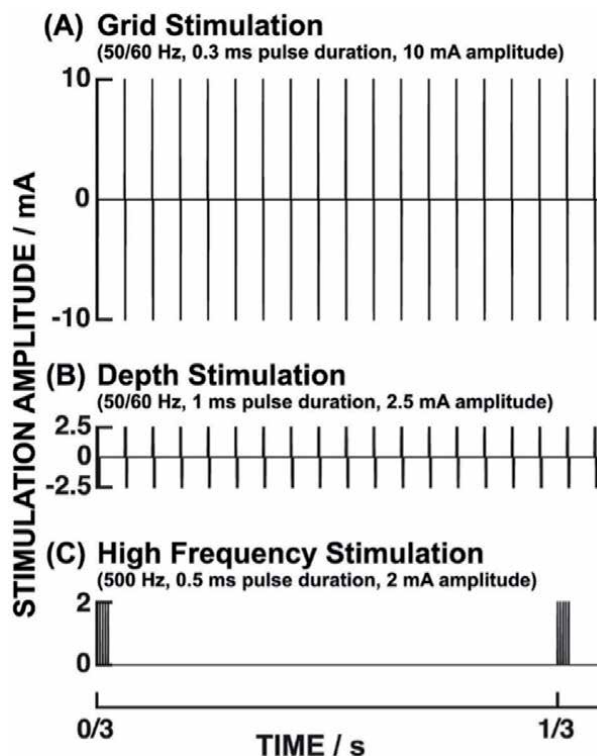 (A) Grid Stimulation
(50/60 Hz, 0.3 ms pulse duration, 10 mA amplitude)
10
0
-10
STIMULATION AMPLITUDE / mA
(B) Depth Stimulation
(50/60 Hz, 1 ms pulse duration, 2.5 mA amplitude)
2.5
0
-2.5
(C) High Frequency Stimulation
(500 Hz, 0.5 ms pulse duration, 2 mA amplitude)
2
0
0/3 1/3
TIME / s